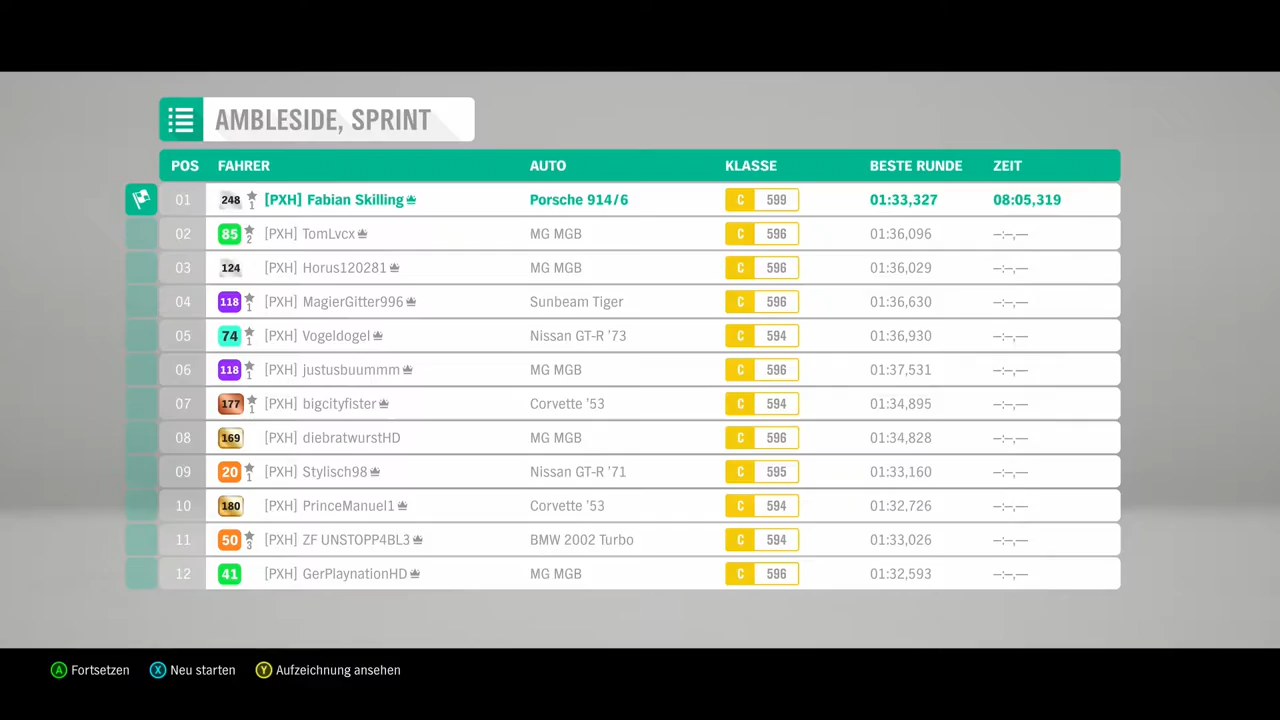 AMBLESIDE, SPRINT
POS FAHRER AUTO KLASSE BESTE RUNDE ZEIT
01 248 1 [PXH] Fabian Skilling Porsche 914/6 C 599 01:33,327 08:05,319
02 85 2 [PXH] TomLvcx MG MGB C 596 01:36,096 --:--,---
03 124 [PXH] Horus120281 MG MGB C 596 01:36,029 --:--,---
04 118 1 [PXH] MagierGitter996 Sunbeam Tiger C 596 01:36,630 --:--,---
05 74 1 [PXH] Vogeldogel Nissan GT-R '73 C 594 01:36,930 --:--,---
06 118 1 [PXH] justusbuummm MG MGB C 596 01:37,531 --:--,---
07 177 1 [PXH] bigcityfister Corvette '53 C 594 01:34,895 --:--,---
08 169 [PXH] diebratwurstHD MG MGB C 596 01:34,828 --:--,---
09 20 1 [PXH] Stylisch98 Nissan GT-R '71 C 595 01:33,160 --:--,---
10 180 [PXH] PrinceManuel1 Corvette '53 C 594 01:32,726 --:--,---
11 50 3 [PXH] ZF UNSTOPP4BL3 BMW 2002 Turbo C 594 01:33,026 --:--,---
12 41 [PXH] GerPlaynationHD MG MGB C 596 01:32,593 --:--,---
A Fortsetzen X Neu starten Y Aufzeichnung ansehen